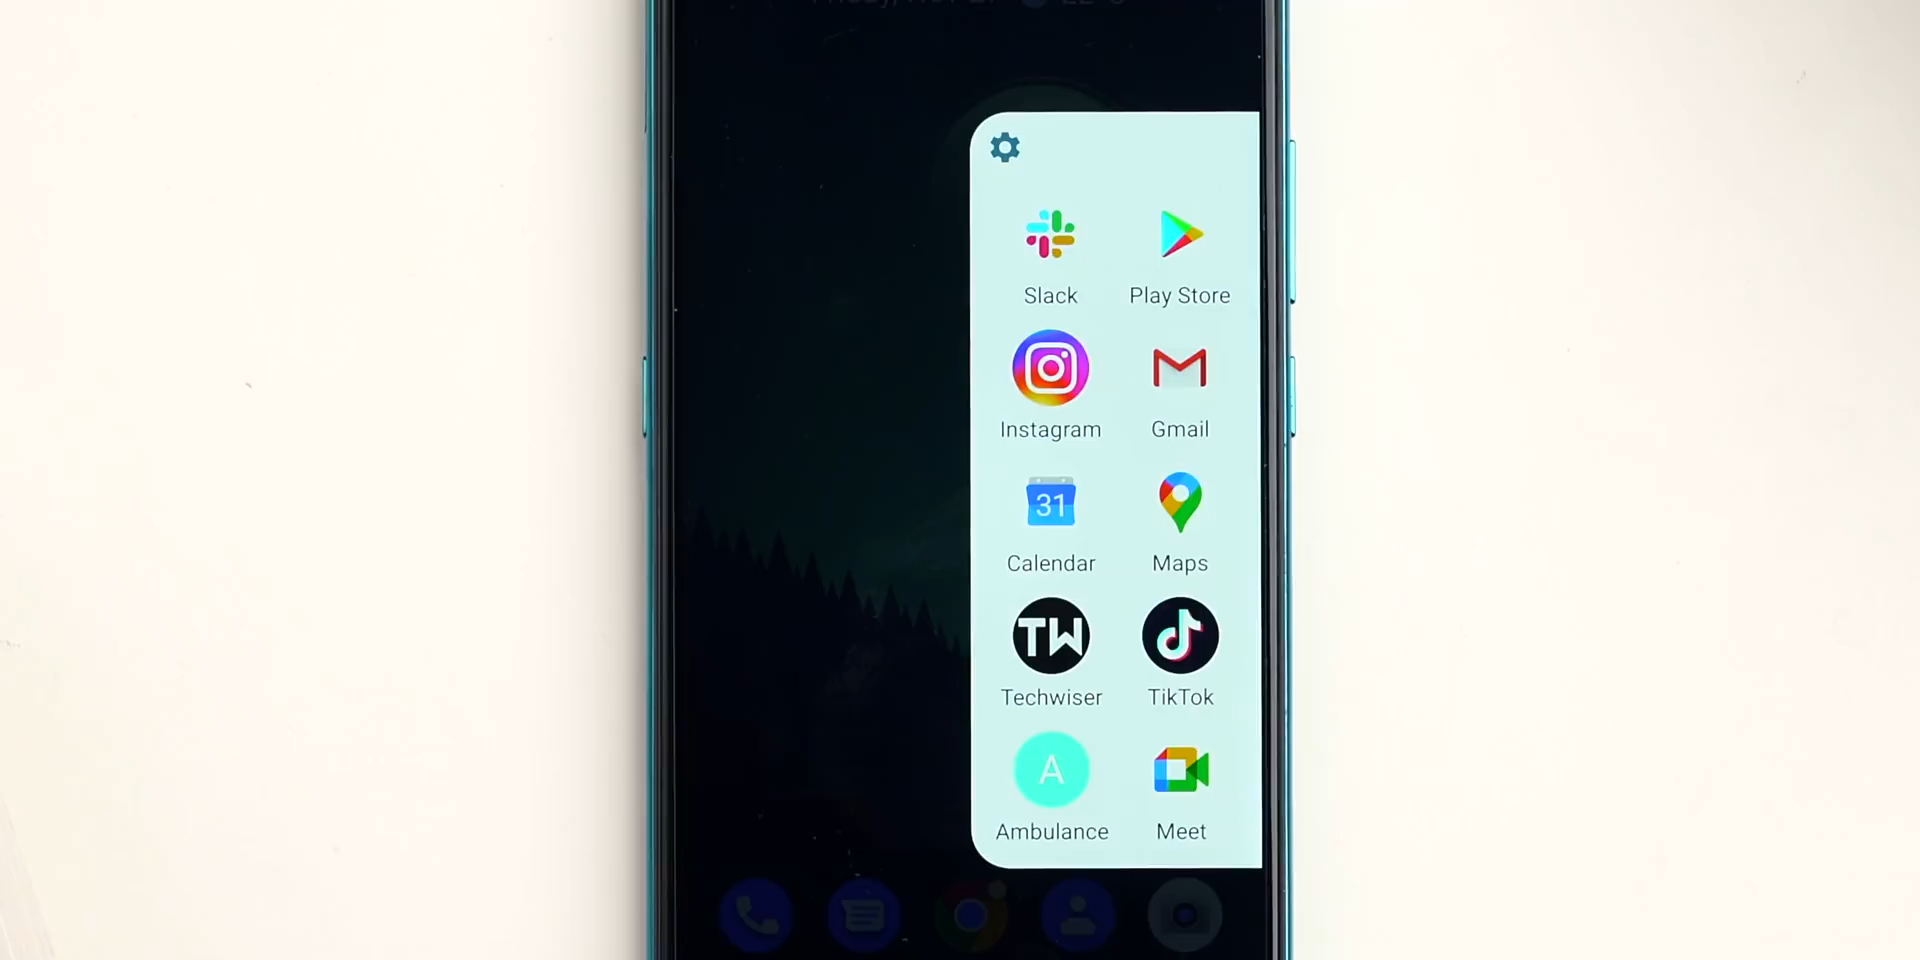 Slack Play Store
Instagram Gmail
31
Calendar Maps
TW
Techwiser TikTok
A
Ambulance Meet